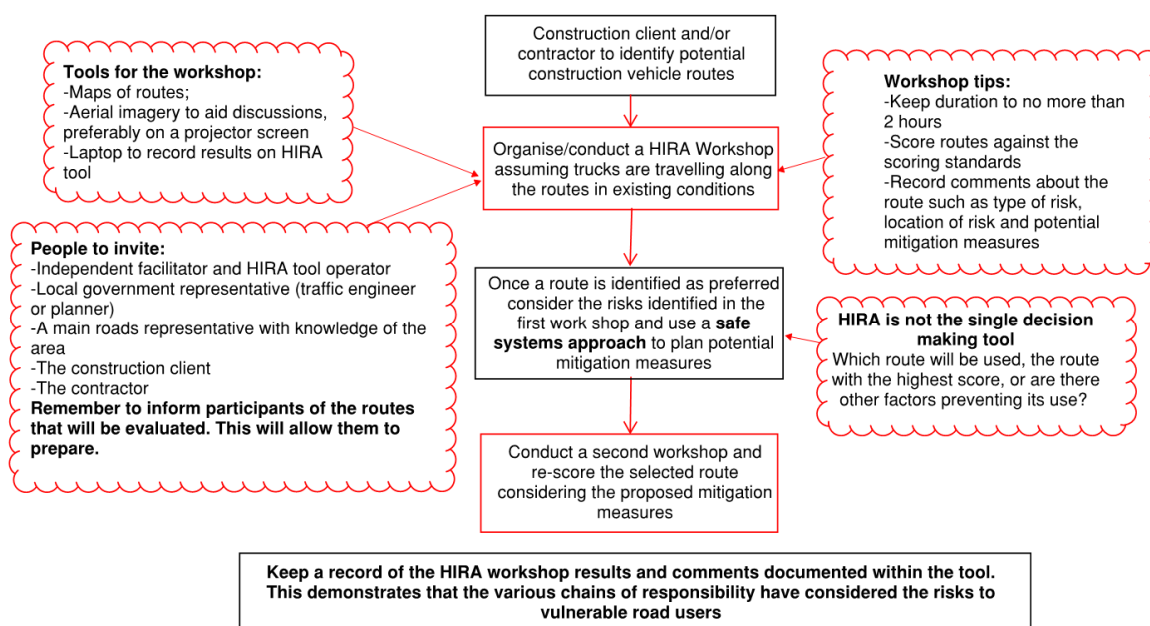 Construction client and/or
contractor to identify potential
construction vehicle routes
Tools for the workshop:
-Maps of routes;
-Aerial imagery to aid discussions,
preferably on a projector screen
-Laptop to record results on HIRA
tool
Workshop tips:
-Keep duration to no more than
2 hours
-Score routes against the
scoring standards
-Record comments about the
route such as type of risk,
location of risk and potential
mitigation measures
Organise/conduct a HIRA Workshop
assuming trucks are travelling along
the routes in existing conditions
People to invite:
-Independent facilitator and HIRA tool operator
-Local government representative (traffic engineer
or planner)
-A main roads representative with knowledge of the
area
-The construction client
-The contractor
Remember to inform participants of the routes
that will be evaluated. This will allow them to
prepare.
Once a route is identified as preferred
consider the risks identified in the
first work shop and use a safe
systems approach to plan potential
mitigation measures
HIRA is not the single decision
making tool
Which route will be used, the route
with the highest score, or are there
other factors preventing its use?
Conduct a second workshop and
re-score the selected route
considering the proposed mitigation
measures
Keep a record of the HIRA workshop results and comments documented within the tool.
This demonstrates that the various chains of responsibility have considered the risks to
vulnerable road users